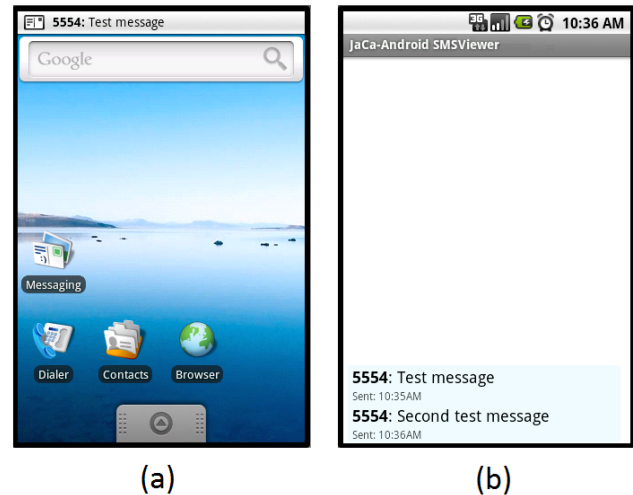 5554: Test message
Google
Messaging
Dialer Contacts Browser
(a)
3G 10:36 AM
JaCa-Android SMSViewer
5554: Test message
Sent: 10:35AM
5554: Second test message
Sent: 10:36AM
(b)